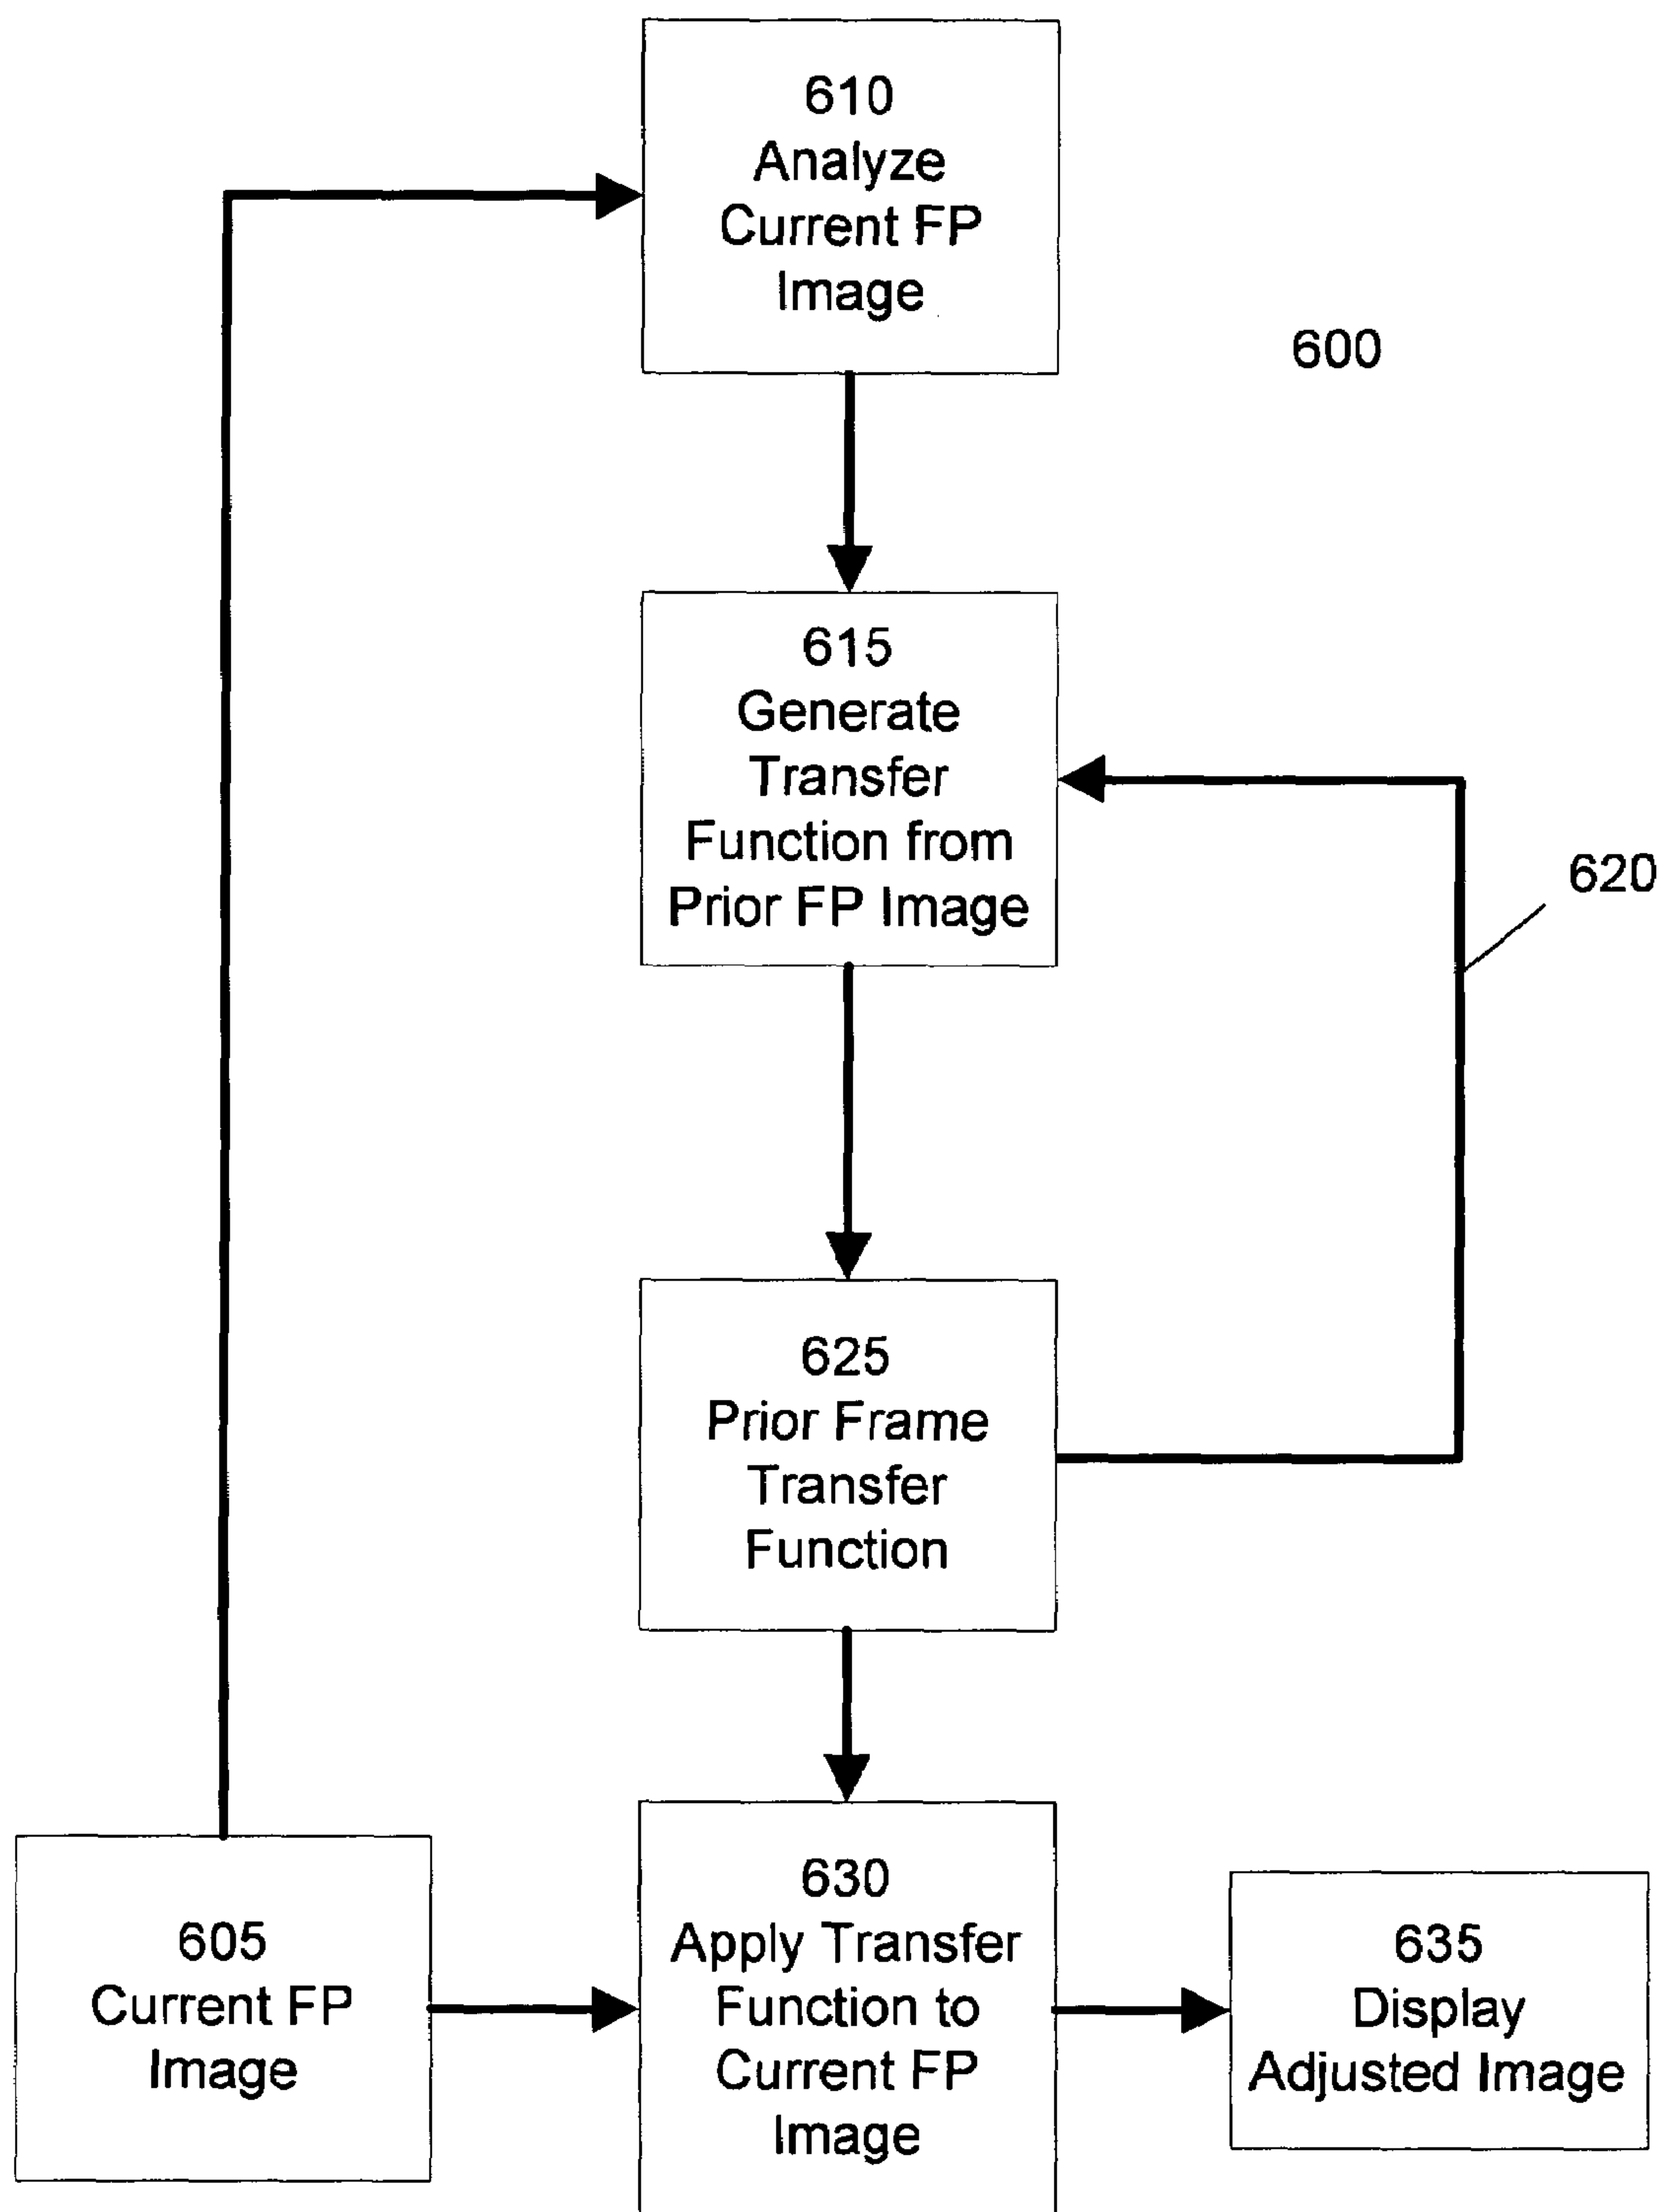 610
Analyze
Current FP
Image
600
615
Generate
Transfer
Function from
Prior FP Image
620
625
Prior Frame
Transfer
Function
605
Current FP
Image
630
Apply Transfer
Function to
Current FP
Image
635
Display
Adjusted Image